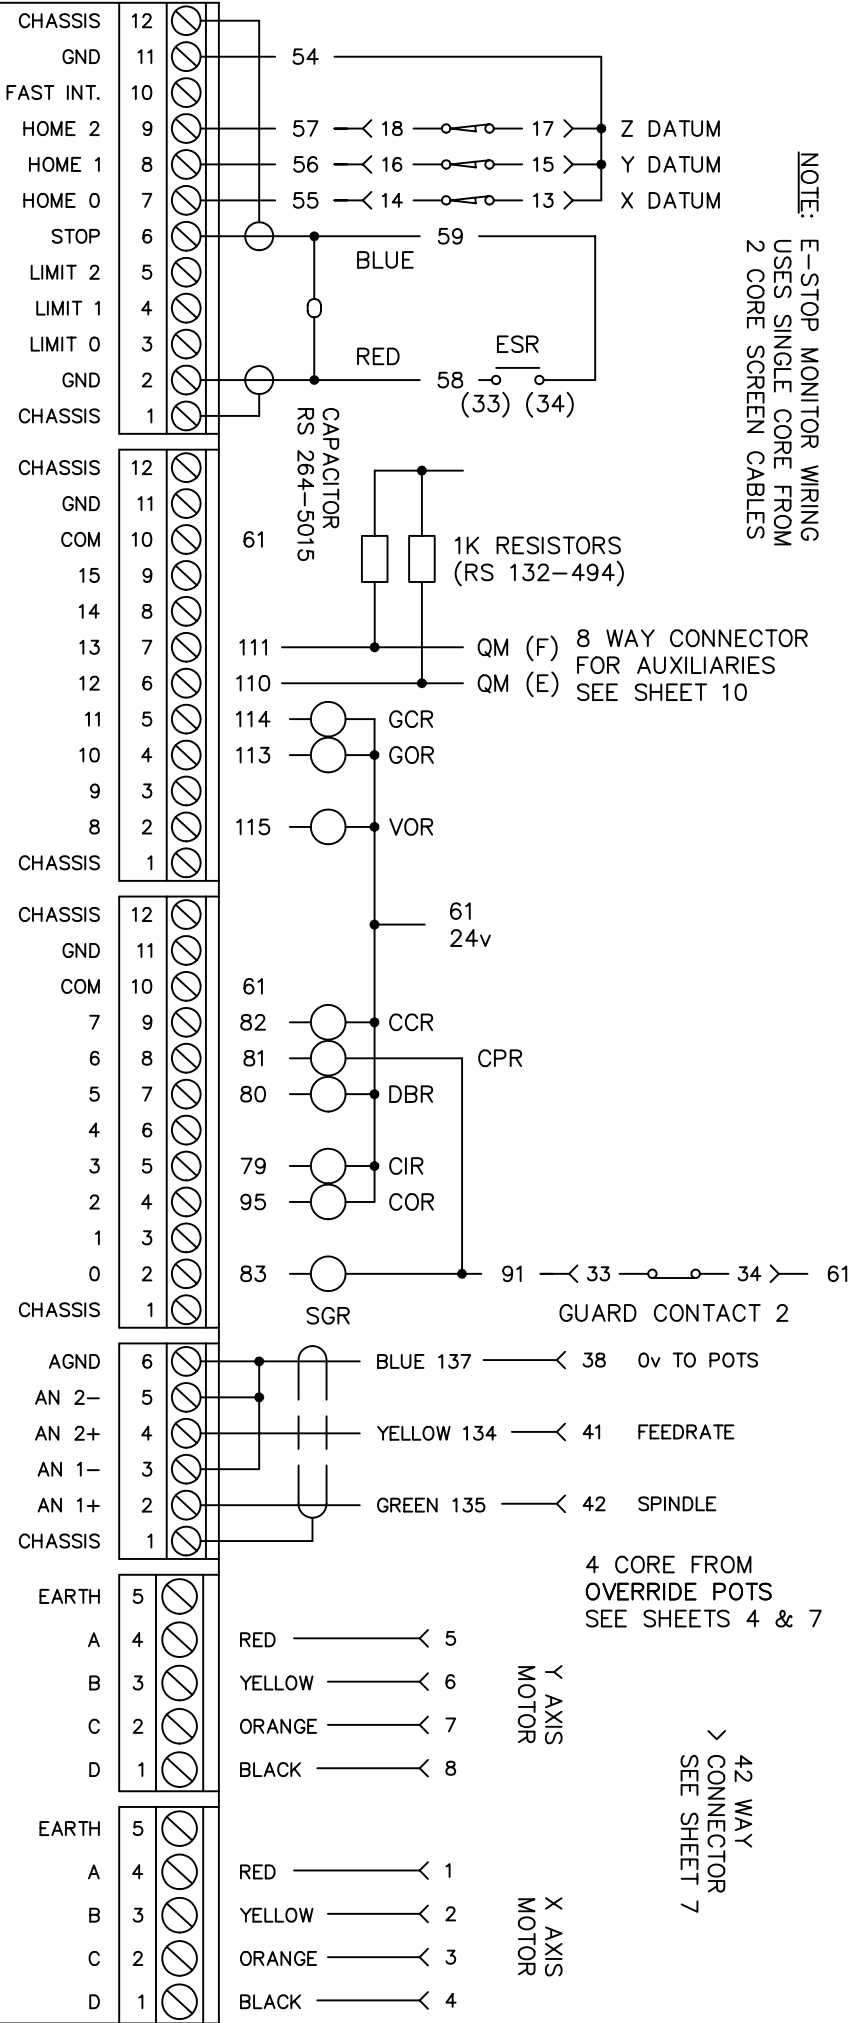 CHASSIS 12
GND 11 54
FAST INT. 10
HOME 2 9 57 18 17 Z DATUM
HOME 1 8 56 16 15 Y DATUM
HOME 0 7 55 14 13 X DATUM
STOP 6 59
BLUE
LIMIT 2 5
LIMIT 1 4
LIMIT 0 3
RED
ESR
GND 2 58
(33) (34)
CHASSIS 1
NOTE: E-STOP MONITOR WIRING
USES SINGLE CORE FROM
2 CORE SCREEN CABLES
CAPACITOR
RS 264-5015
CHASSIS 12
GND 11
COM 10 61
1K RESISTORS
(RS 132-494)
15 9
14 8
13 7 111 QM (F)
12 6 110 QM (E)
8 WAY CONNECTOR
FOR AUXILIARIES
SEE SHEET 10
11 5 114 GCR
10 4 113 GOR
9 3
8 2 115 VOR
CHASSIS 1
CHASSIS 12
61
24v
GND 11
COM 10 61
7 9 82 CCR
6 8 81 CPR
5 7 80 DBR
4 6
3 5 79 CIR
2 4 95 COR
1 3
0 2 83 91 33 34 61
CHASSIS 1
SGR
GUARD CONTACT 2
AGND 6 BLUE 137 38 0v TO POTS
AN 2- 5
AN 2+ 4 YELLOW 134 41 FEEDRATE
AN 1- 3
AN 1+ 2 GREEN 135 42 SPINDLE
CHASSIS 1
4 CORE FROM
OVERRIDE POTS
SEE SHEETS 4 & 7
EARTH 5
A 4 RED 5
B 3 YELLOW 6
C 2 ORANGE 7
D 1 BLACK 8
Y AXIS
MOTOR
42 WAY
> CONNECTOR
SEE SHEET 7
EARTH 5
A 4 RED 1
B 3 YELLOW 2
C 2 ORANGE 3
D 1 BLACK 4
X AXIS
MOTOR